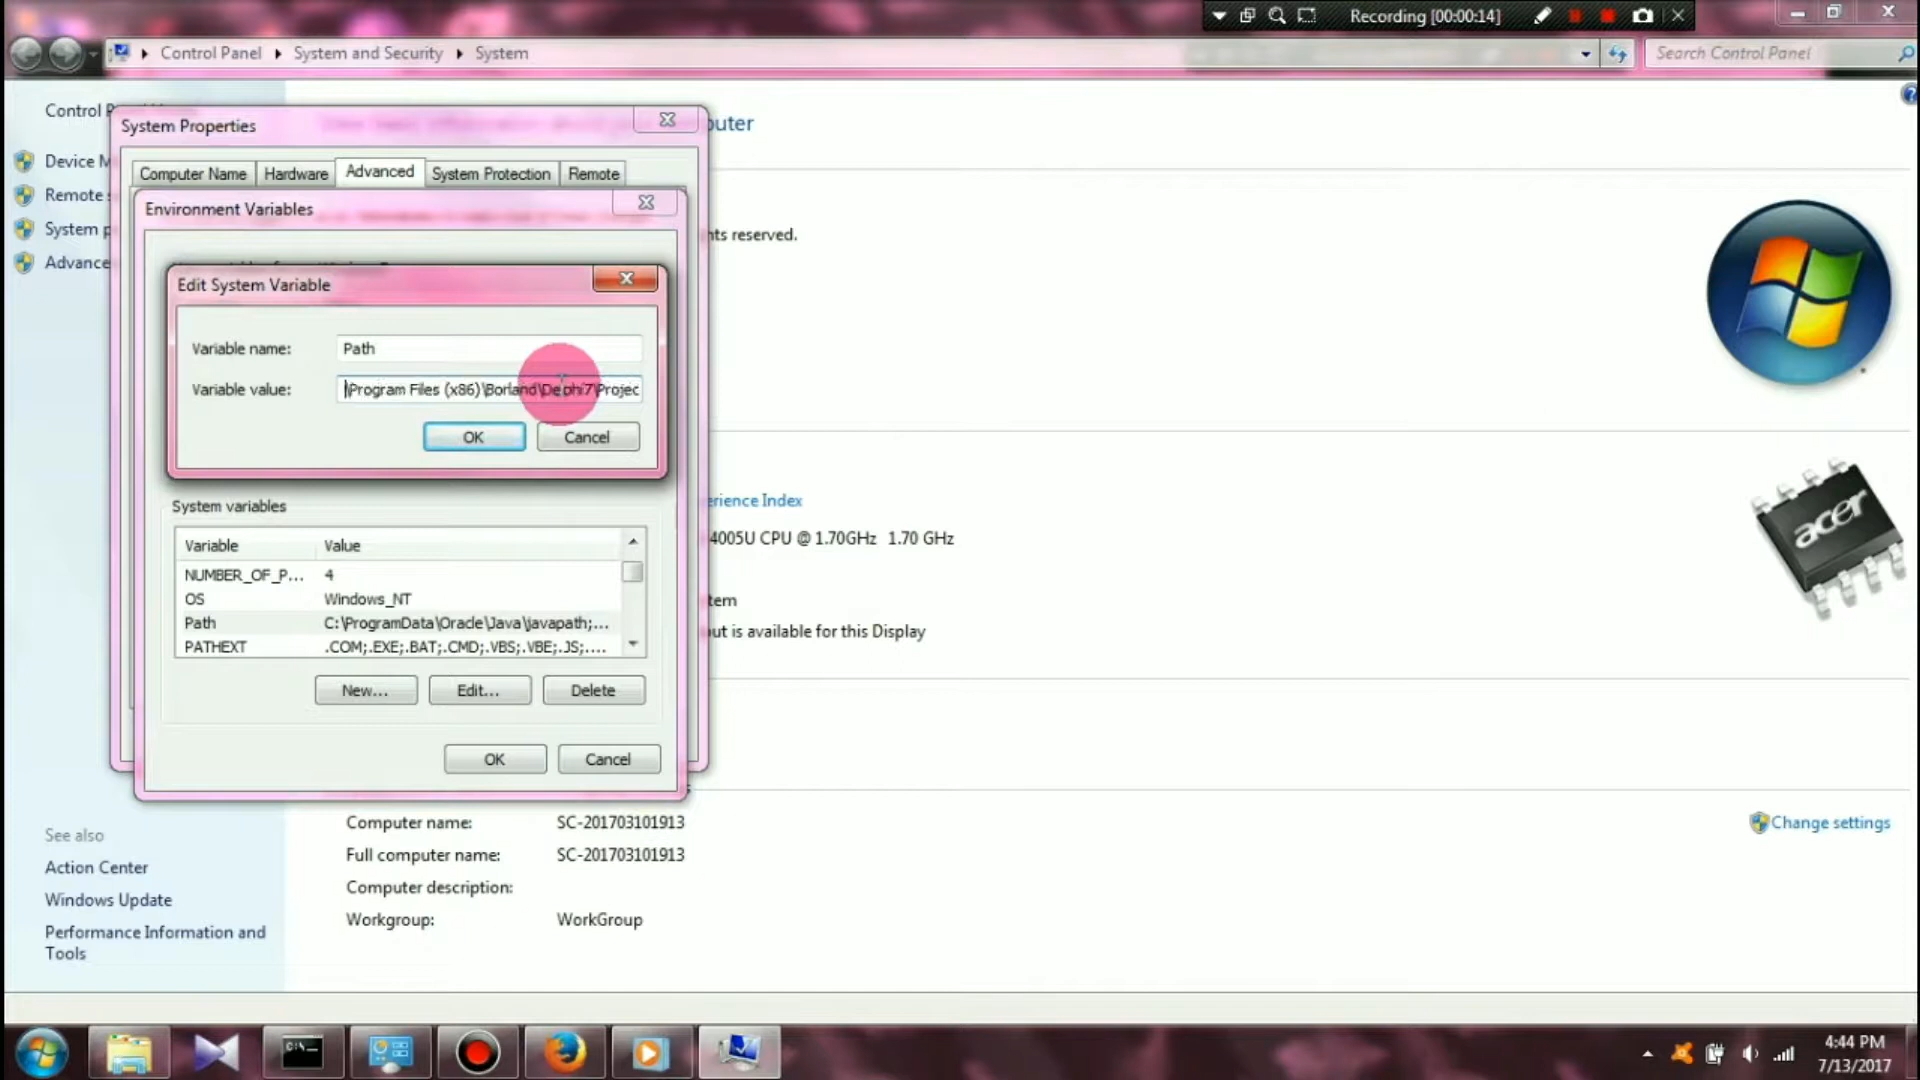 Recording [00:00:14]
Control Panel ▸ System and Security ▸ System
Search Control Panel
Control P
Device M
Remote s
System p
Advance
System Properties
Computer Name
Hardware
Advanced
System Protection
Remote
Environment Variables
Edit System Variable
Variable name:
Path
Variable value:
\Program Files (x86)\Borland\Delphi7\Projec
OK
Cancel
System variables
Variable
Value
NUMBER_OF_P...
4
OS
Windows_NT
Path
C:\ProgramData\Oracle\Java\javapath;...
PATHEXT
.COM;.EXE;.BAT;.CMD;.VBS;.VBE;.JS;....
New...
Edit...
Delete
OK
Cancel
puter
hts reserved.
erience Index
4005U CPU @ 1.70GHz 1.70 GHz
tem
out is available for this Display
acer
Computer name:
SC-201703101913
Full computer name:
SC-201703101913
Computer description:
Workgroup:
WorkGroup
Change settings
See also
Action Center
Windows Update
Performance Information and
Tools
C:\
4:44 PM
7/13/2017